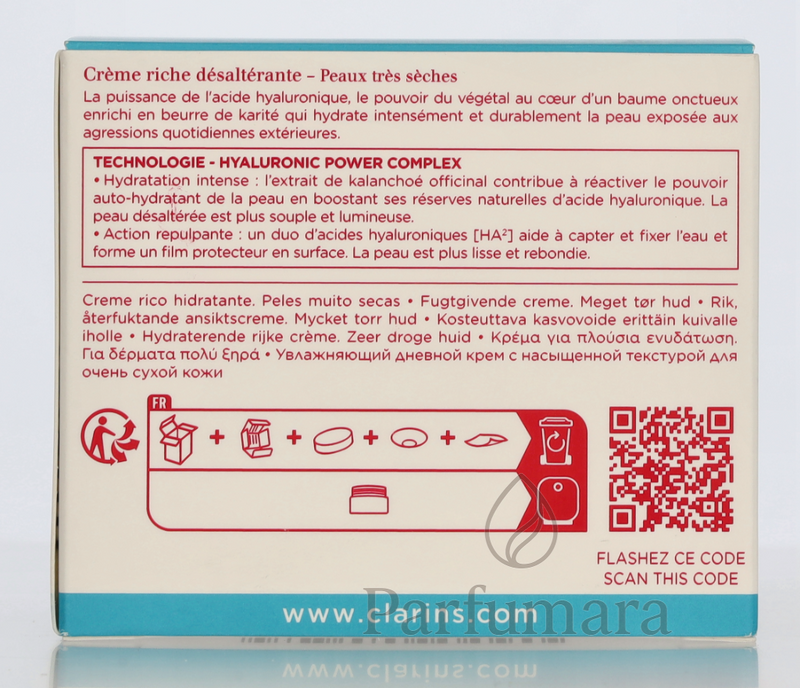 Crème riche désaltérante – Peaux très sèches
La puissance de l'acide hyaluronique, le pouvoir du végétal au cœur d'un baume onctueux
enrichi en beurre de karité qui hydrate intensément et durablement la peau exposée aux
agressions quotidiennes extérieures.
TECHNOLOGIE - HYALURONIC POWER COMPLEX
• Hydratation intense : l'extrait de kalanchoé officinal contribue à réactiver le pouvoir
auto-hydratant de la peau en boostant ses réserves naturelles d'acide hyaluronique. La
peau désaltérée est plus souple et lumineuse.
• Action repulpante : un duo d'acides hyaluroniques [HA²] aide à capter et fixer l'eau et
forme un film protecteur en surface. La peau est plus lisse et rebondie.
Creme rico hidratante. Peles muito secas • Fugtgivende creme. Meget tør hud • Rik,
återfuktande ansiktscreme. Mycket torr hud • Kosteuttava kasvovoide erittäin kuivalle
iholle • Hydraterende rijke crème. Zeer droge huid • Κρέμα για πλούσια ενυδάτωση.
Για δέρματα πολύ ξηρά • Увлажняющий дневной крем с насыщенной текстурой для
очень сухой кожи
FR
FLASHEZ CE CODE
SCAN THIS CODE
www.clarins.com
Parfumara
www.clarins.com